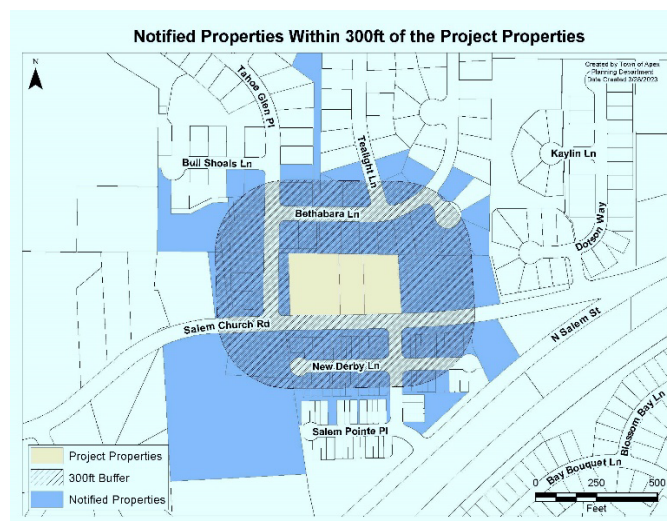 Notified Properties Within 300ft of the Project Properties
N
Created by Town of Apex
Planning Department
Date Created 2/28/2023
Tahoe Glen Pl
Tealight Ln
Kaylin Ln
Bull Shoals Ln
Bethabara Ln
Dotson Way
Salem Church Rd
N Salem St
New Derby Ln
Salem Pointe Pl
Blossom Bay Ln
Bay Bouquet Ln
Project Properties
300ft Buffer
Notified Properties
0 250 500
Feet